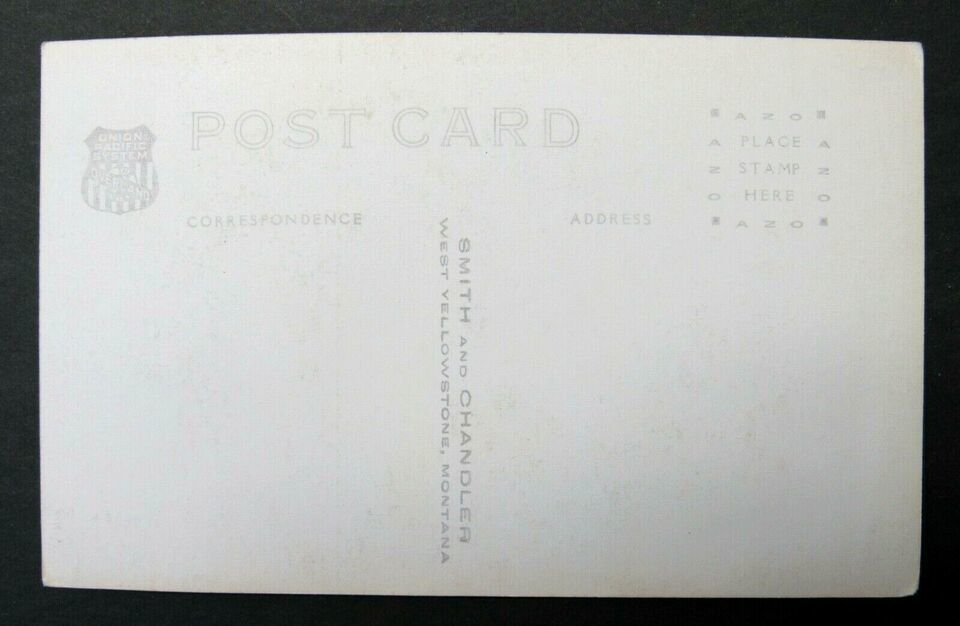 UNION
PACIFIC
SYSTEM
POST CARD
CORRESPONDENCE
ADDRESS
AZO
A PLACE A
Z STAMP Z
O HERE O
AZO
SMITH AND CHANDLER
WEST YELLOWSTONE, MONTANA